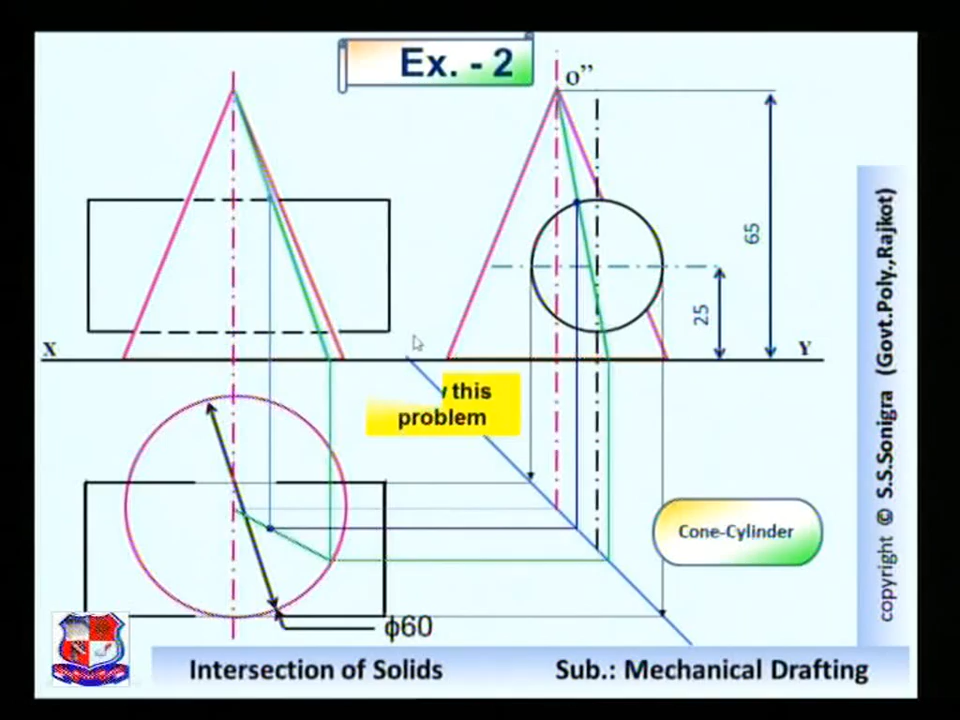 Ex. - 2
O”
65
25
X
Y
this
problem
Cone-Cylinder
ϕ60
copyright © S.S.Sonigra (Govt.Poly.,Rajkot)
Intersection of Solids
Sub.: Mechanical Drafting